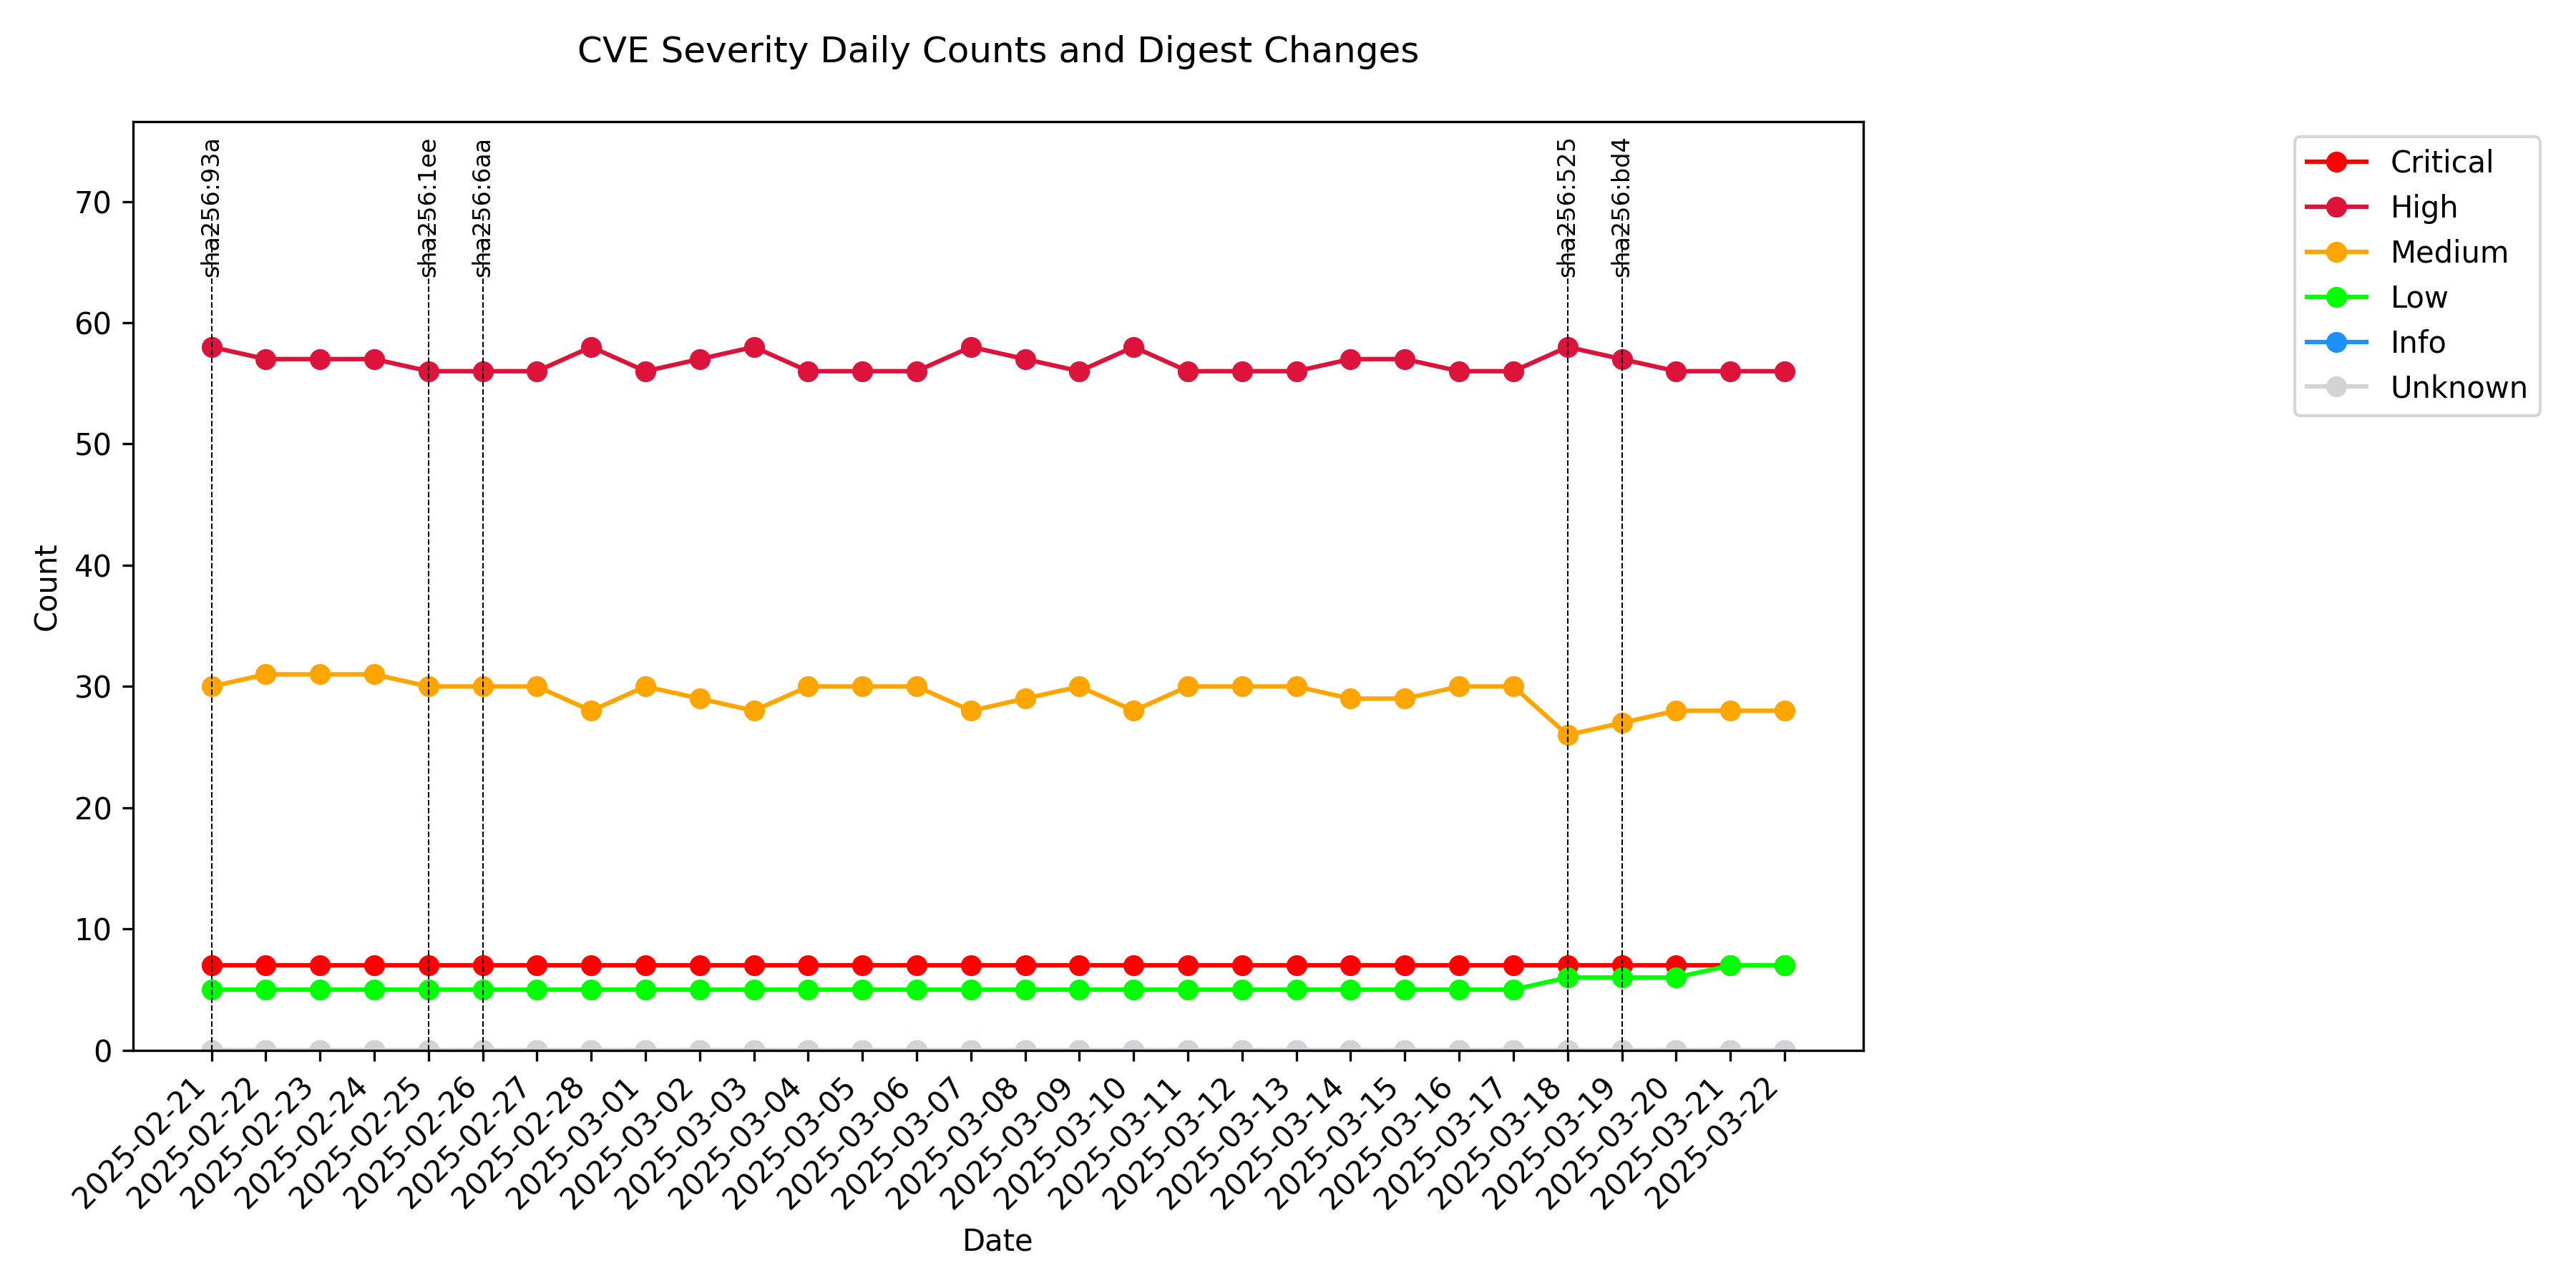 CVE Severity Daily Counts and Digest Changes
sha256:93a
sha256:1ee
sha256:6aa
sha256:525
sha256:bd4
Critical
High
Medium
Low
Info
Unknown
Count
70
60
50
40
30
20
10
0
2025-02-21
2025-02-22
2025-02-23
2025-02-24
2025-02-25
2025-02-26
2025-02-27
2025-02-28
2025-03-01
2025-03-02
2025-03-03
2025-03-04
2025-03-05
2025-03-06
2025-03-07
2025-03-08
2025-03-09
2025-03-10
2025-03-11
2025-03-12
2025-03-13
2025-03-14
2025-03-15
2025-03-16
2025-03-17
2025-03-18
2025-03-19
2025-03-20
2025-03-21
2025-03-22
Date